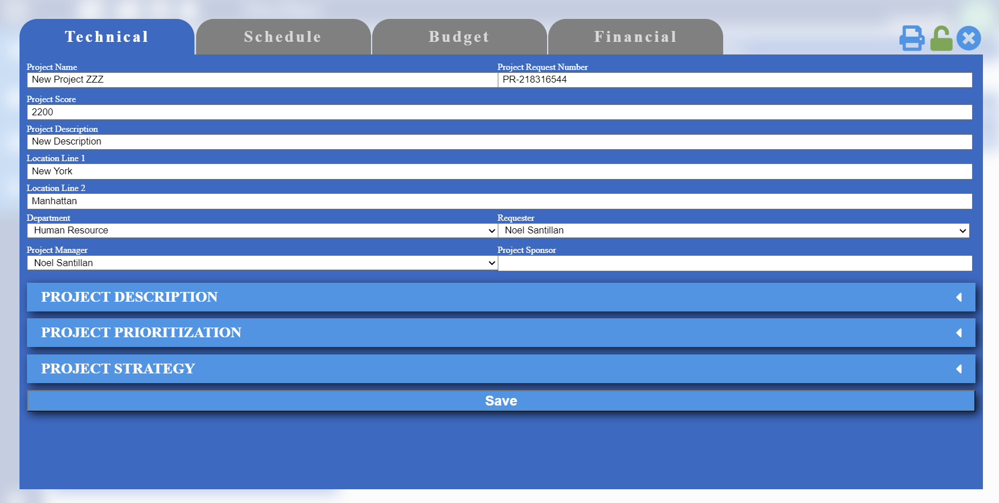 Technical Schedule Budget Financial
Project Name Project Request Number
New Project ZZZ PR-218316544
Project Score
2200
Project Description
New Description
Location Line 1
New York
Location Line 2
Manhattan
Department Requester
Human Resource Noel Santillan
Project Manager Project Sponsor
Noel Santillan
PROJECT DESCRIPTION
PROJECT PRIORITIZATION
PROJECT STRATEGY
Save